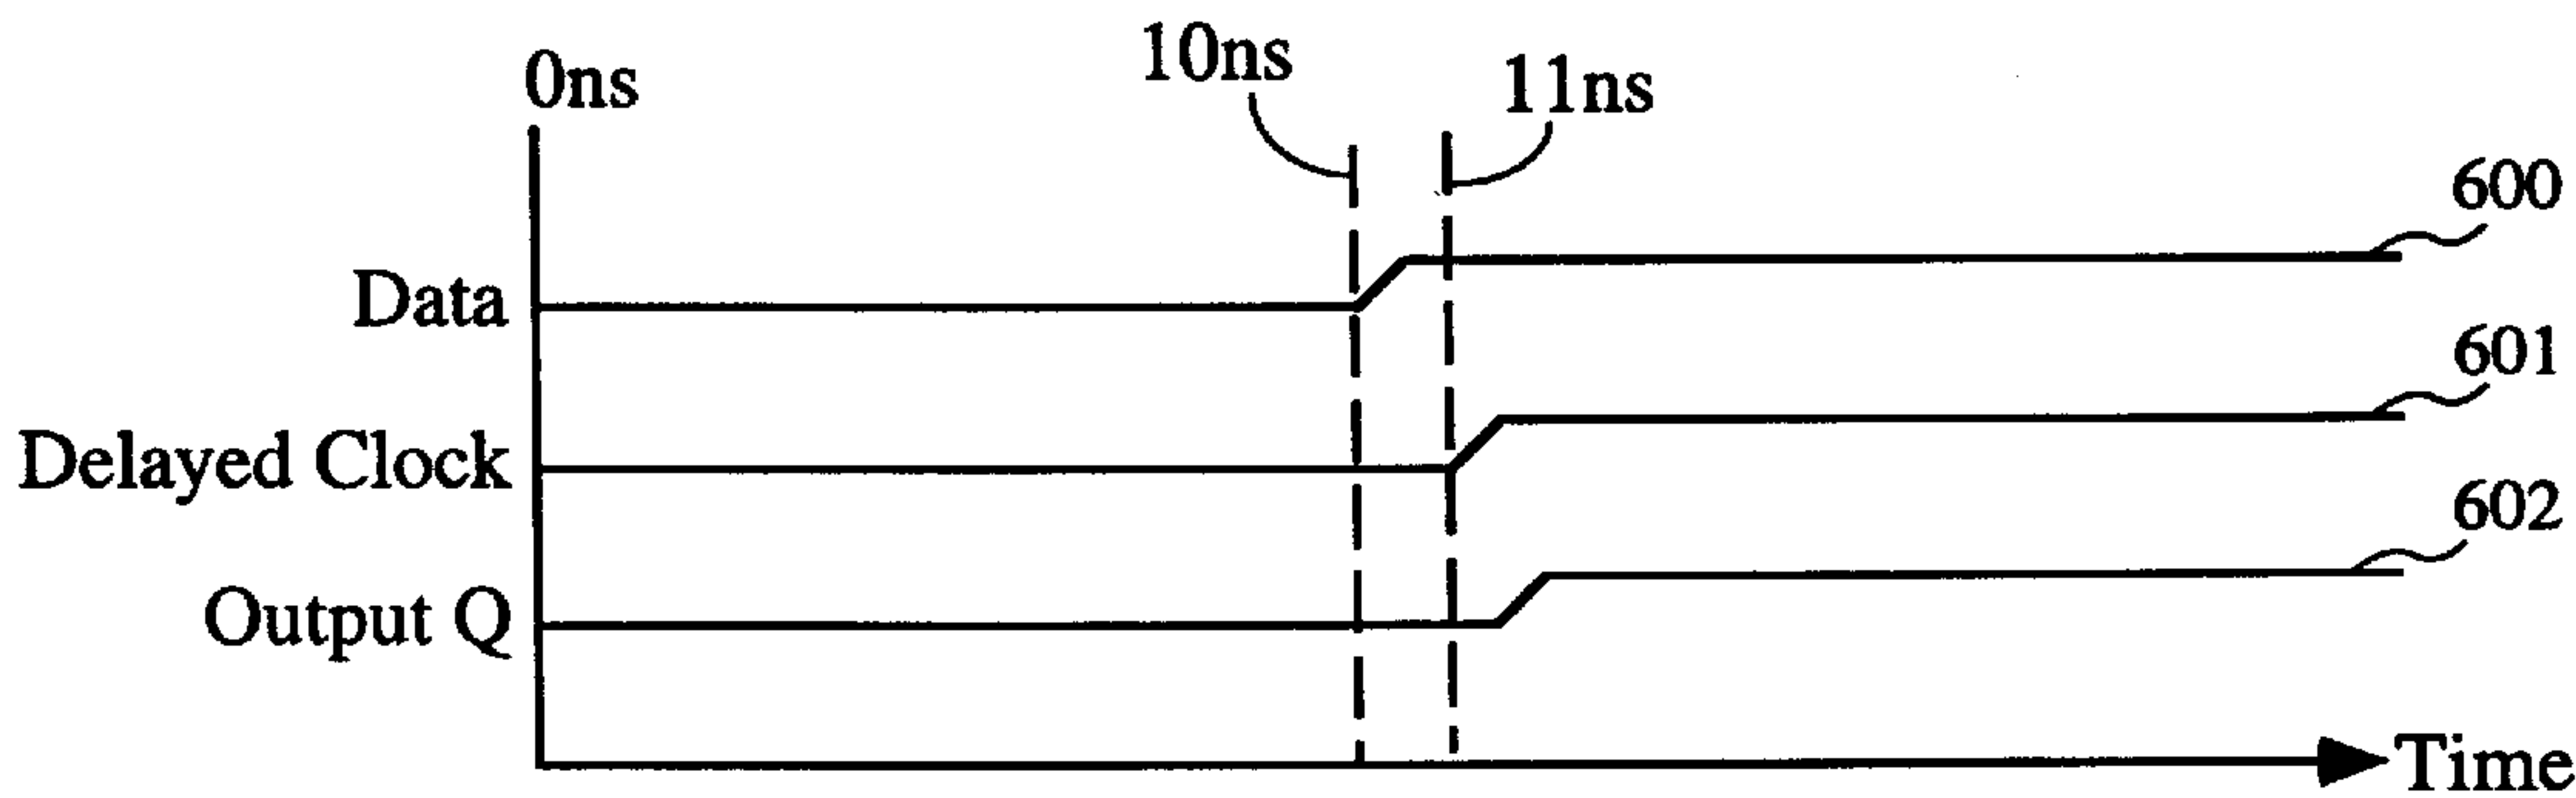 0ns
10ns
11ns
600
Data
601
Delayed Clock
602
Output Q
Time